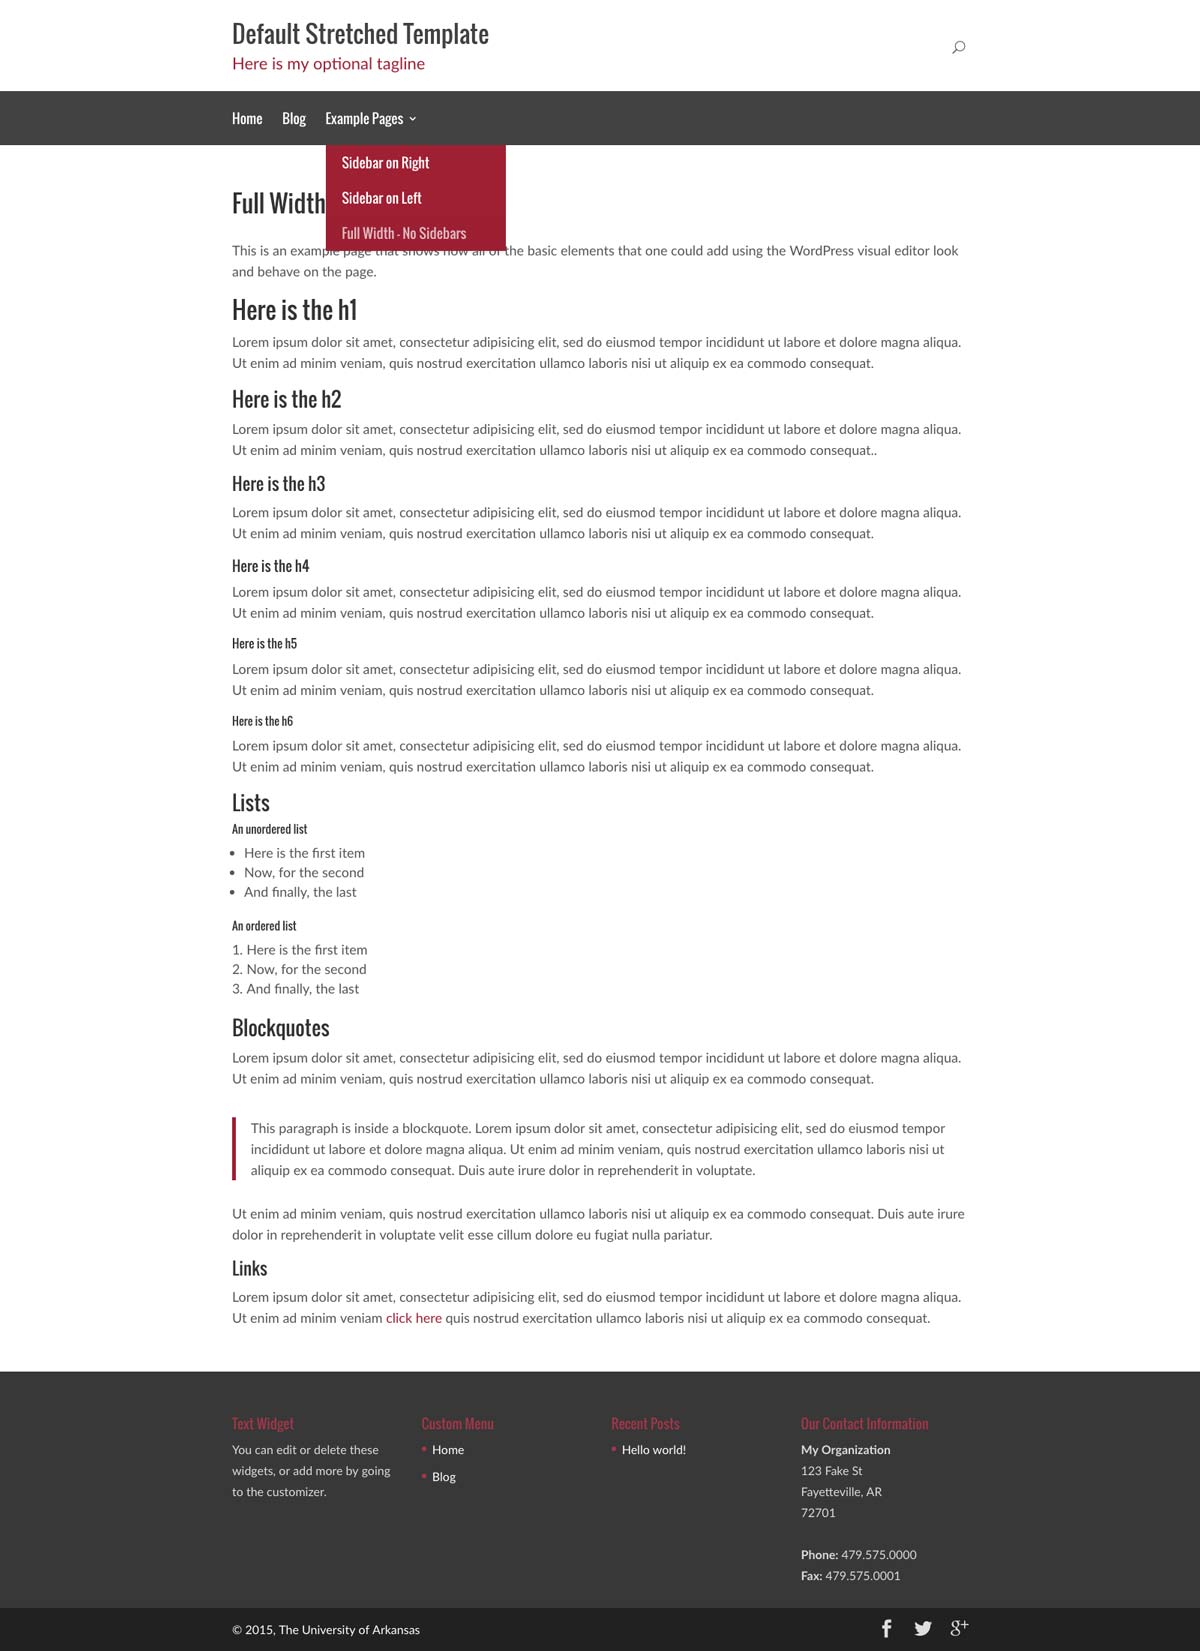 Default Stretched Template
Here is my optional tagline
Home
Blog
Example Pages
Sidebar on Right
Sidebar on Left
Full Width - No Sidebars
Full Width
This is an example page that shows how all of the basic elements that one could add using the WordPress visual editor look
and behave on the page.
Here is the h1
Lorem ipsum dolor sit amet, consectetur adipisicing elit, sed do eiusmod tempor incididunt ut labore et dolore magna aliqua.
Ut enim ad minim veniam, quis nostrud exercitation ullamco laboris nisi ut aliquip ex ea commodo consequat.
Here is the h2
Lorem ipsum dolor sit amet, consectetur adipisicing elit, sed do eiusmod tempor incididunt ut labore et dolore magna aliqua.
Ut enim ad minim veniam, quis nostrud exercitation ullamco laboris nisi ut aliquip ex ea commodo consequat..
Here is the h3
Lorem ipsum dolor sit amet, consectetur adipisicing elit, sed do eiusmod tempor incididunt ut labore et dolore magna aliqua.
Ut enim ad minim veniam, quis nostrud exercitation ullamco laboris nisi ut aliquip ex ea commodo consequat.
Here is the h4
Lorem ipsum dolor sit amet, consectetur adipisicing elit, sed do eiusmod tempor incididunt ut labore et dolore magna aliqua.
Ut enim ad minim veniam, quis nostrud exercitation ullamco laboris nisi ut aliquip ex ea commodo consequat.
Here is the h5
Lorem ipsum dolor sit amet, consectetur adipisicing elit, sed do eiusmod tempor incididunt ut labore et dolore magna aliqua.
Ut enim ad minim veniam, quis nostrud exercitation ullamco laboris nisi ut aliquip ex ea commodo consequat.
Here is the h6
Lorem ipsum dolor sit amet, consectetur adipisicing elit, sed do eiusmod tempor incididunt ut labore et dolore magna aliqua.
Ut enim ad minim veniam, quis nostrud exercitation ullamco laboris nisi ut aliquip ex ea commodo consequat.
Lists
An unordered list
• Here is the first item
• Now, for the second
• And finally, the last
An ordered list
1. Here is the first item
2. Now, for the second
3. And finally, the last
Blockquotes
Lorem ipsum dolor sit amet, consectetur adipisicing elit, sed do eiusmod tempor incididunt ut labore et dolore magna aliqua.
Ut enim ad minim veniam, quis nostrud exercitation ullamco laboris nisi ut aliquip ex ea commodo consequat.
This paragraph is inside a blockquote. Lorem ipsum dolor sit amet, consectetur adipisicing elit, sed do eiusmod tempor
incididunt ut labore et dolore magna aliqua. Ut enim ad minim veniam, quis nostrud exercitation ullamco laboris nisi ut
aliquip ex ea commodo consequat. Duis aute irure dolor in reprehenderit in voluptate.
Ut enim ad minim veniam, quis nostrud exercitation ullamco laboris nisi ut aliquip ex ea commodo consequat. Duis aute irure
dolor in reprehenderit in voluptate velit esse cillum dolore eu fugiat nulla pariatur.
Links
Lorem ipsum dolor sit amet, consectetur adipisicing elit, sed do eiusmod tempor incididunt ut labore et dolore magna aliqua.
Ut enim ad minim veniam click here quis nostrud exercitation ullamco laboris nisi ut aliquip ex ea commodo consequat.
Text Widget
You can edit or delete these
widgets, or add more by going
to the customizer.
Custom Menu
Home
Blog
Recent Posts
Hello world!
Our Contact Information
My Organization
123 Fake St
Fayetteville, AR
72701
Phone: 479.575.0000
Fax: 479.575.0001
© 2015, The University of Arkansas